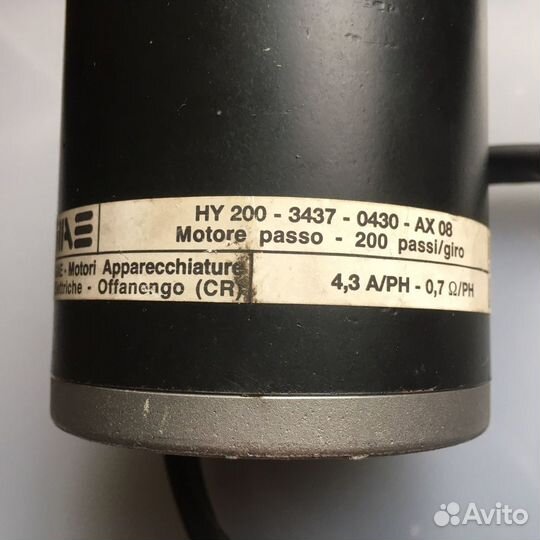 MAE
HY 200 - 3437 - 0430 - AX 08
Motore passo - 200 passi/giro
Motori Apparecchiature
Offanengo (CR)
4,3 A/PH - 0,7 Ω/PH
Avito